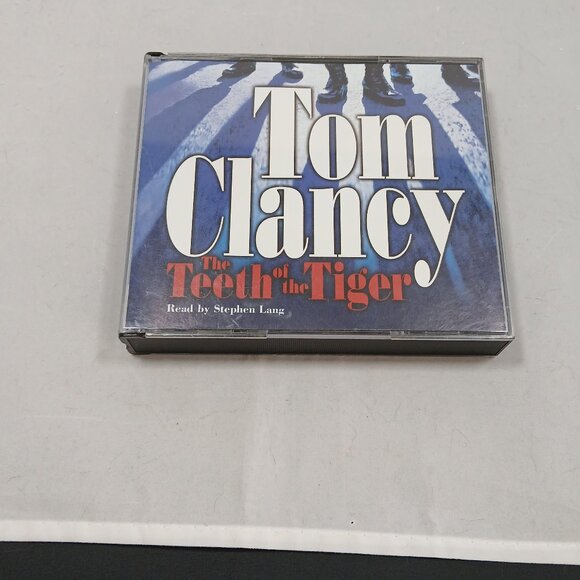 Tom
Clancy
The
Teeth of the Tiger
Read by Stephen Lang